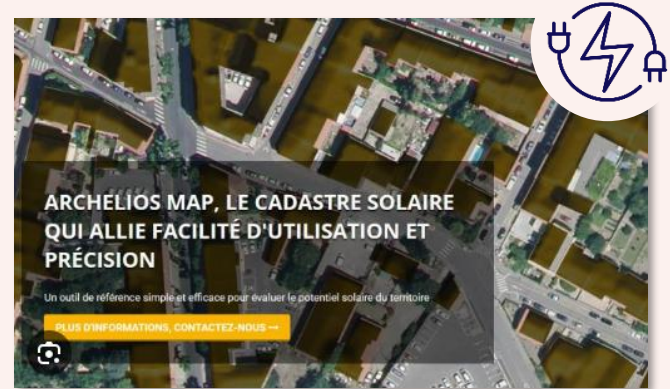 ARCHELIOS MAP, LE CADASTRE SOLAIRE
QUI ALLIE FACILITÉ D'UTILISATION ET
PRÉCISION
Un outil de référence simple et efficace pour évaluer le potentiel solaire du territoire
PLUS D'INFORMATIONS, CONTACTEZ-NOUS →